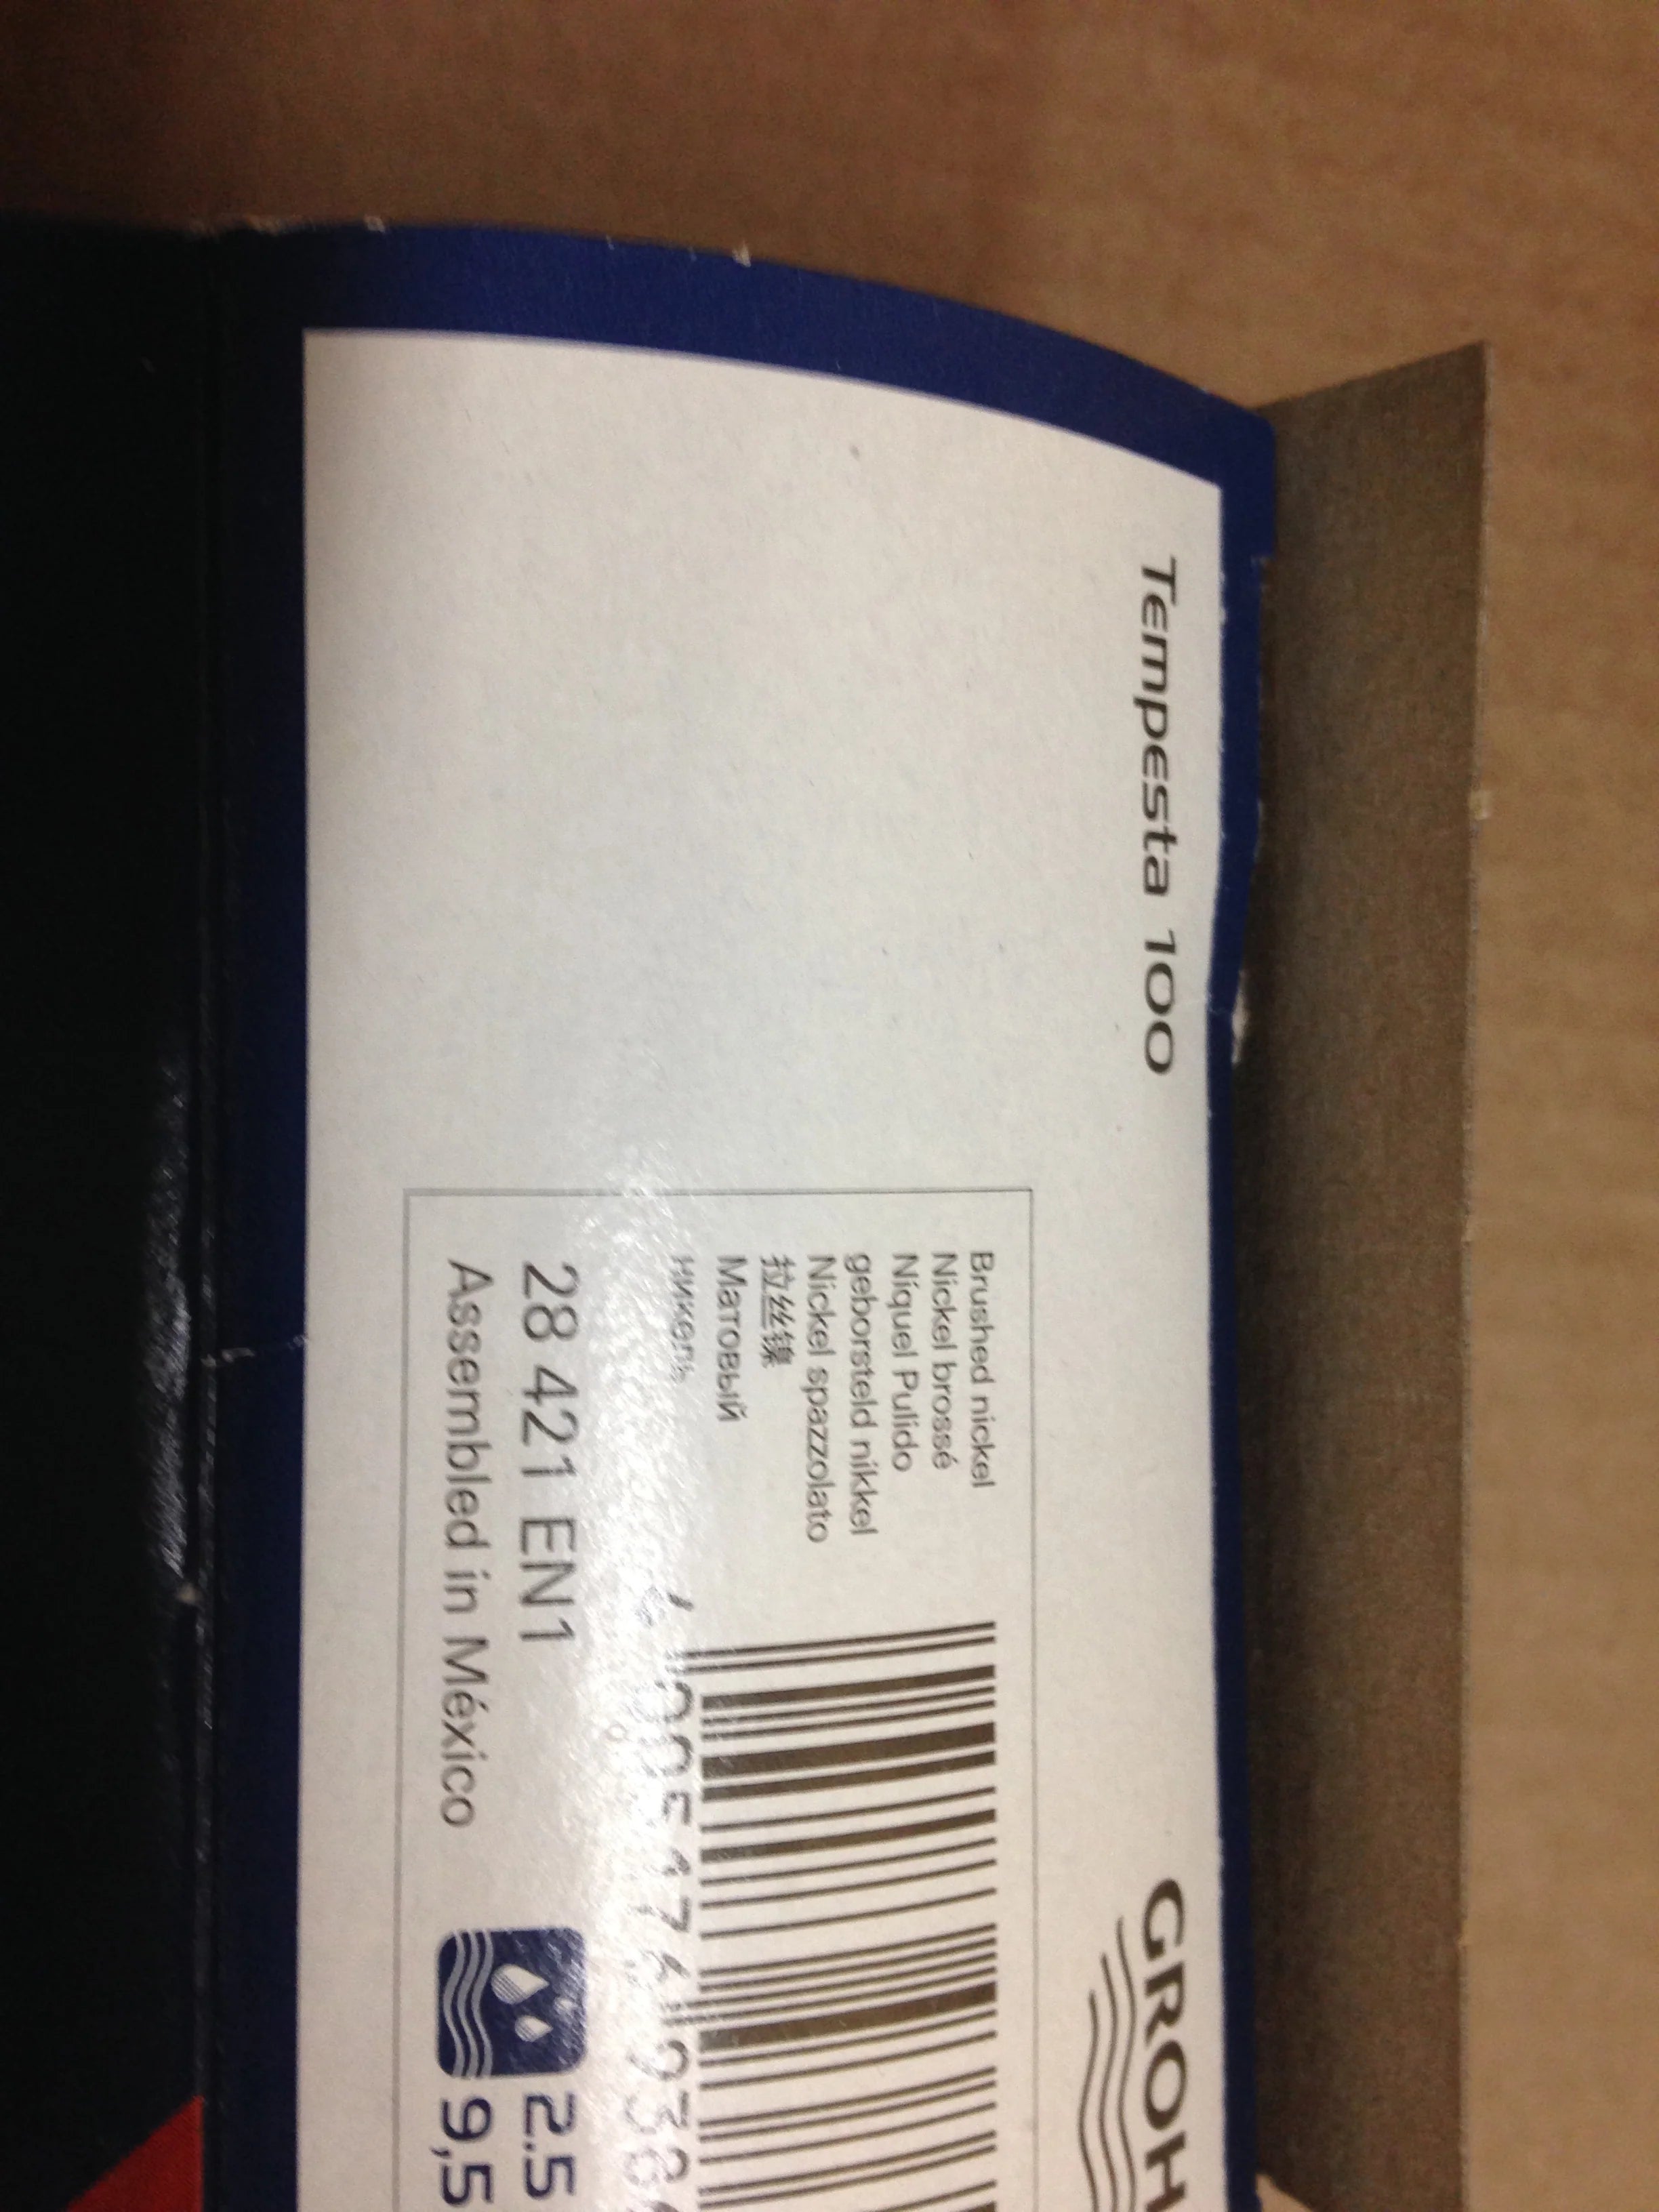 Tempesta 100
GROH
Brushed nickel
Nickel brossé
Níquel Pulido
geborsteld nikkel
Nickel spazzolato
拉丝镍
Матовый
никель
28 421 EN1
2.5
Assembled in México
9,5